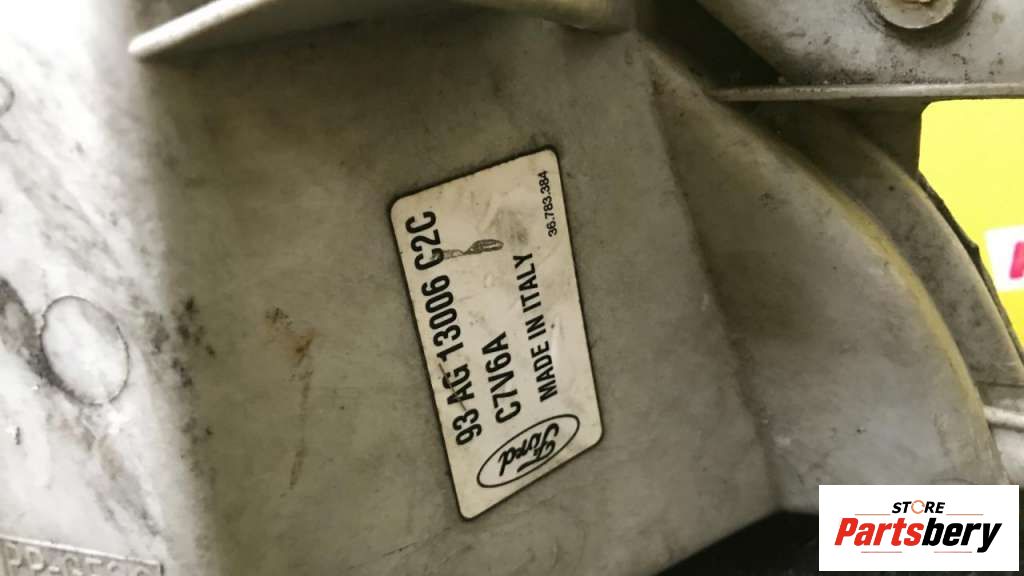 93 AG 13006 C2C
C7V6A
MADE IN ITALY
36.783.384
Ford
STORE
Partsbery